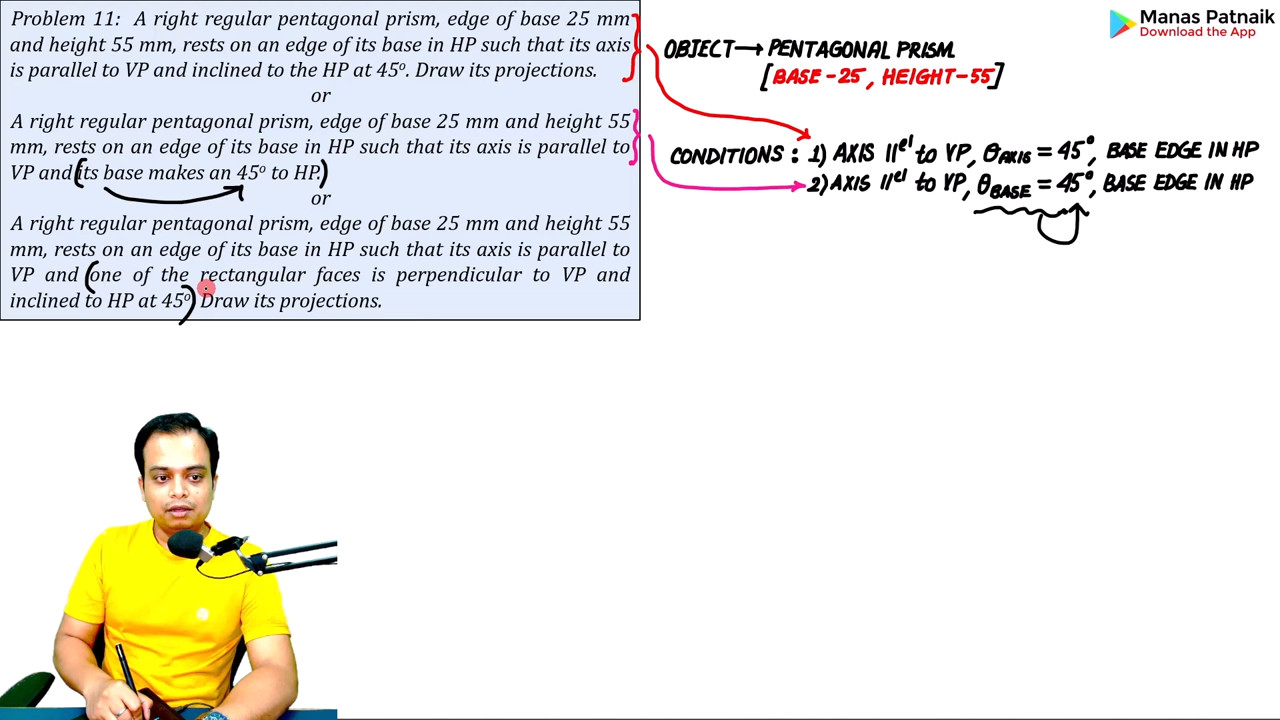 Problem 11: A right regular pentagonal prism, edge of base 25 mm
and height 55 mm, rests on an edge of its base in HP such that its axis
is parallel to VP and inclined to the HP at 45°. Draw its projections.
or
A right regular pentagonal prism, edge of base 25 mm and height 55
mm, rests on an edge of its base in HP such that its axis is parallel to
VP and its base makes an 45° to HP.
or
A right regular pentagonal prism, edge of base 25 mm and height 55
mm, rests on an edge of its base in HP such that its axis is parallel to
VP and one of the rectangular faces is perpendicular to VP and
inclined to HP at 45° Draw its projections.
OBJECT → PENTAGONAL PRISM
[BASE - 25, HEIGHT - 55]
CONDITIONS : 1) AXIS ||el to VP, θAXIS = 45°, BASE EDGE IN HP
2) AXIS ||el to VP, θBASE = 45°, BASE EDGE IN HP
Manas Patnaik
Download the App